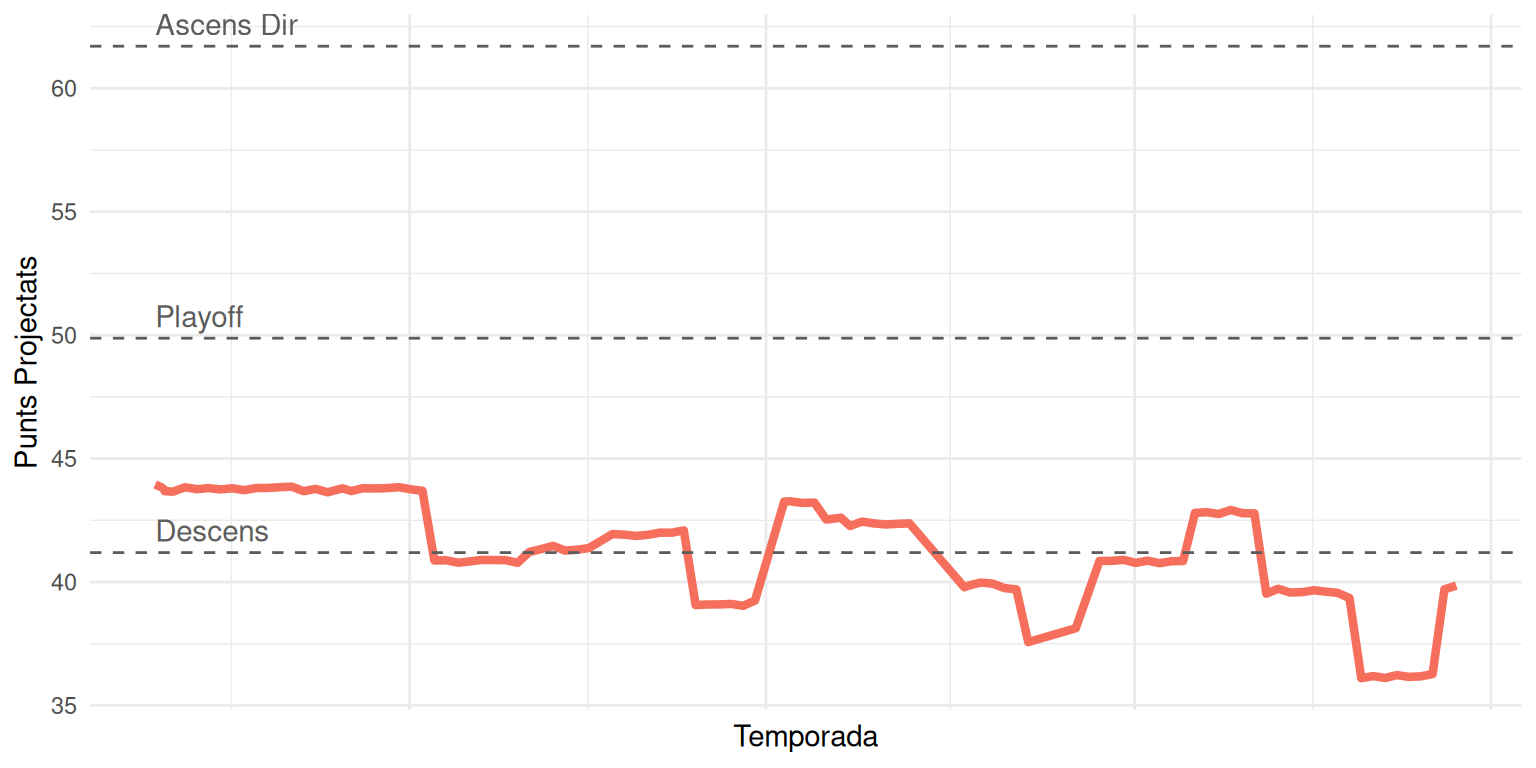 Ascens Dir
60
55
Playoff
50
45
Descens
40
35
Punts Projectats
Temporada